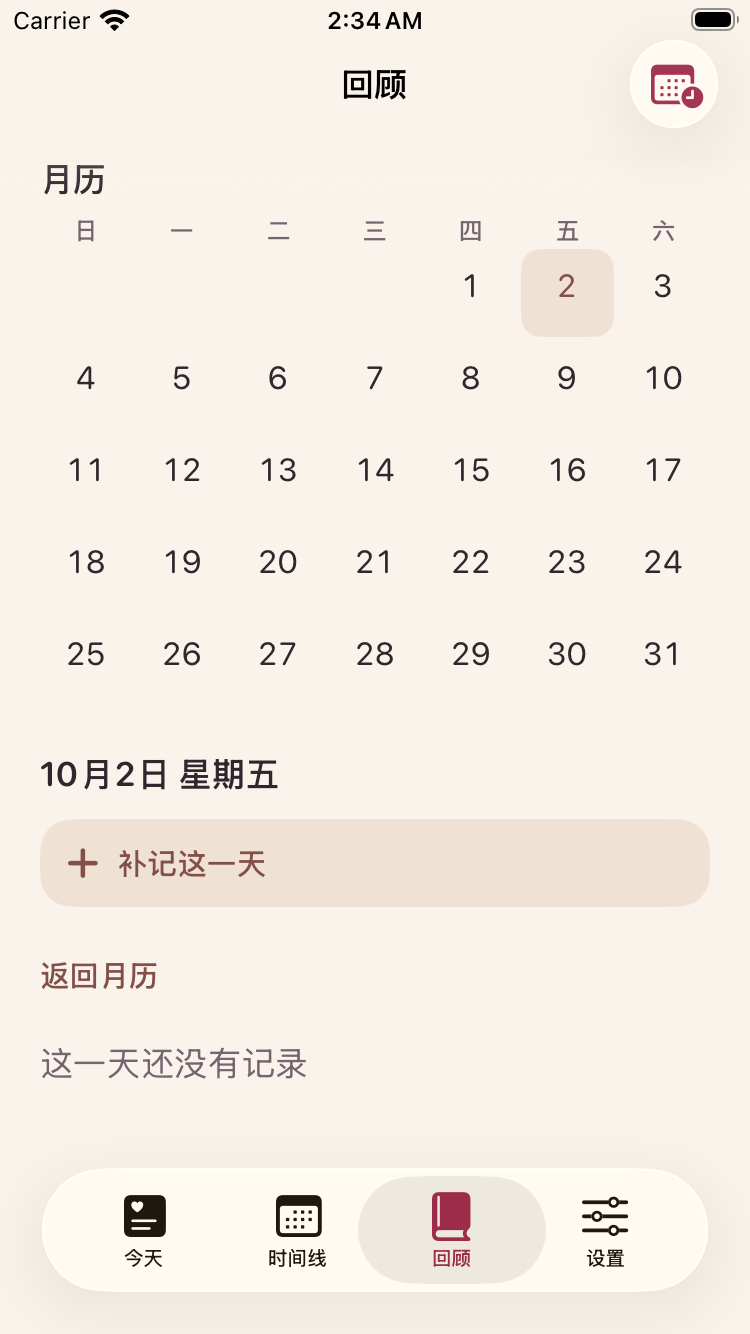 Carrier 2:34 AM
回顾
月历
日 一 二 三 四 五 六
1 2 3
4 5 6 7 8 9 10
11 12 13 14 15 16 17
18 19 20 21 22 23 24
25 26 27 28 29 30 31
10月2日 星期五
+ 补记这一天
返回月历
这一天还没有记录
今天 时间线 回顾 设置